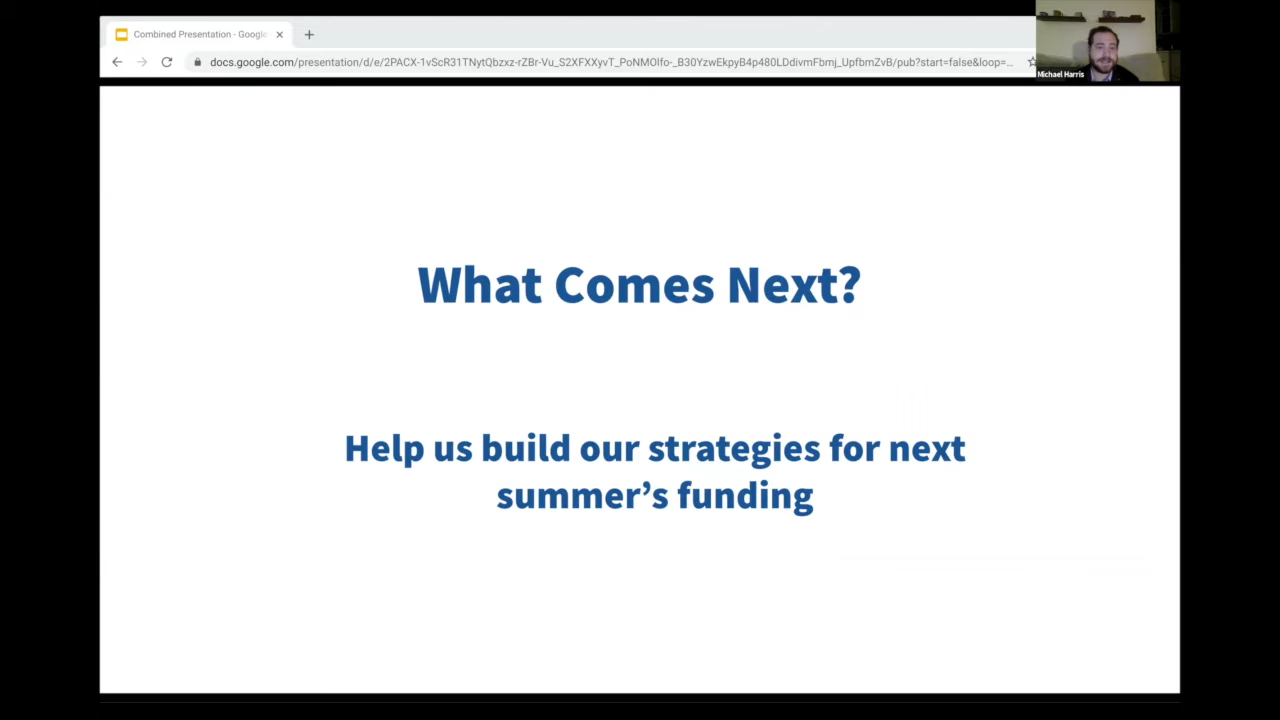 Combined Presentation - Google
docs.google.com/presentation/d/e/2PACX-1vScR31TNytQbzxz-rZBr-Vu_S2XFXXyvT_PoNMOlfo-_B30YzwEkpyB4p480LDdivmFbmj_UpfbmZvB/pub?start=false&loop=...
Michael Harris
What Comes Next?
Help us build our strategies for next
summer’s funding